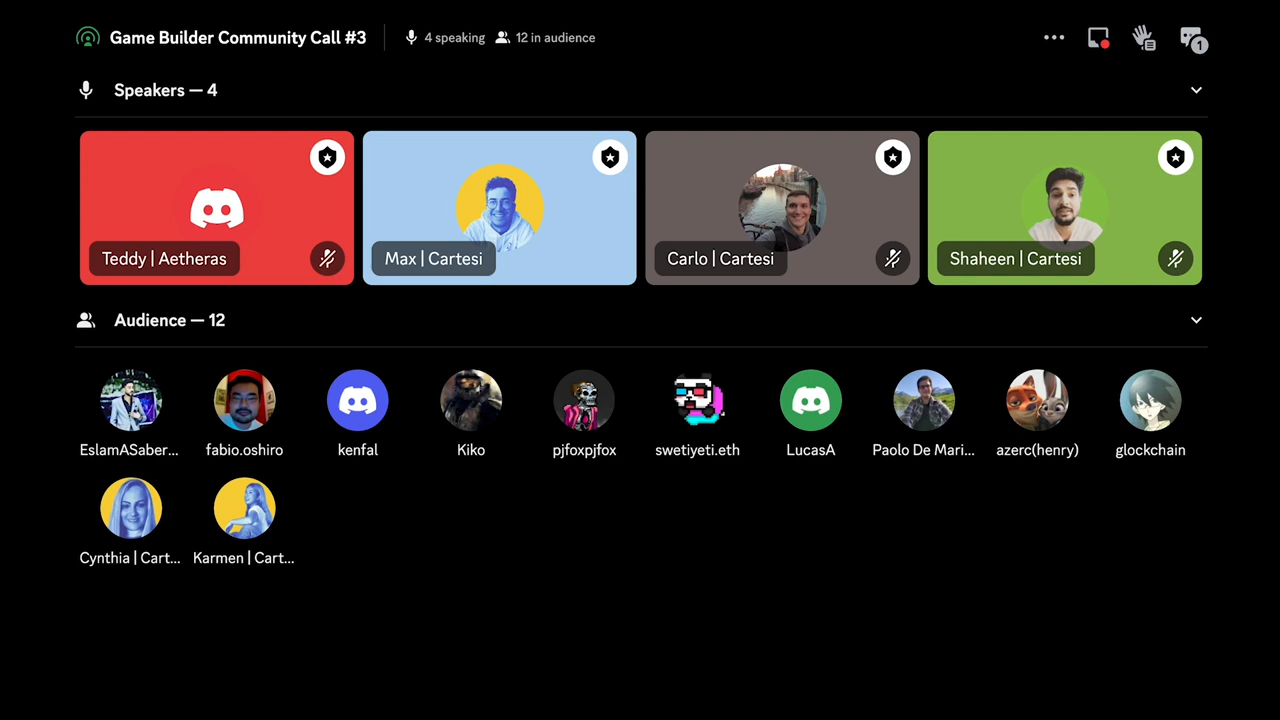 Game Builder Community Call #3
4 speaking
12 in audience
1
Speakers — 4
Teddy | Aetheras
Max | Cartesi
Carlo | Cartesi
Shaheen | Cartesi
Audience — 12
EslamASaber...
fabio.oshiro
kenfal
Kiko
pjfoxpjfox
swetiyeti.eth
LucasA
Paolo De Mari...
azerc(henry)
glockchain
Cynthia | Cart...
Karmen | Cart...